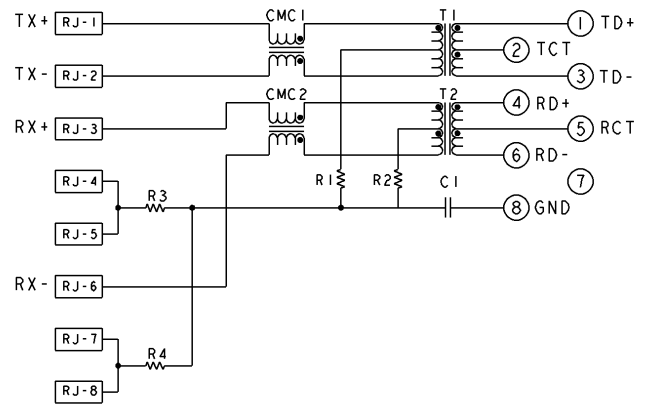 CMC1 T1
TX+ RJ-1 1 TD+
2 TCT
TX- RJ-2 3 TD-
CMC2 T2
4 RD+
RX+ RJ-3 5 RCT
6 RD-
RJ-4 R1 R2 C1 7
R3
8 GND
RJ-5
RX- RJ-6
RJ-7
R4
RJ-8